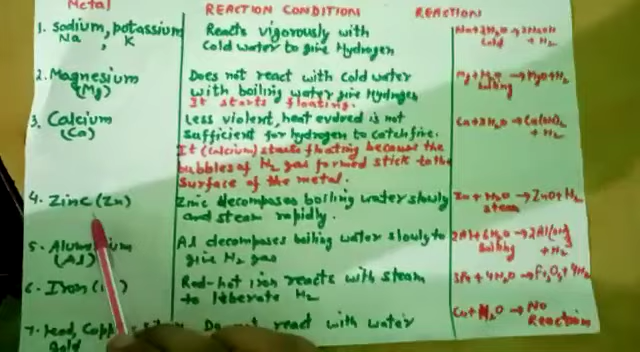 Metal REACTION CONDITION REACTION
1. Sodium, potassium Reacts vigorously with
Na , K Cold water to give Hydrogen
Cold + H2
2. Magnesium Does not react with cold water
(Mg) with boiling water give Hydrogen
boiling
It starts floating.
3. Calcium Less violent, heat evolved is not
(Ca) sufficient for hydrogen to catch fire.
+ H2
It (calcium) starts floating because the
bubbles of H2 gas formed stick to the
surface of the metal.
4. Zinc (Zn) Zinc decomposes boiling water slowly Zn + H2O → ZnO + H2
and steam rapidly. steam
5. Al decomposes boiling water slowly to
(Al) give H2 gas boiling + H2
6. Iron Red-hot iron reacts with steam
to liberate H2
7. Lead, react with water Cu + H2O → No
gold Reaction